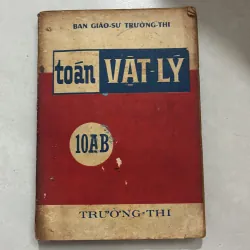 BAN GIÁO-SƯ TRƯỜNG-THI
toán VẬT-LÝ
10AB
TRƯỜNG-THI